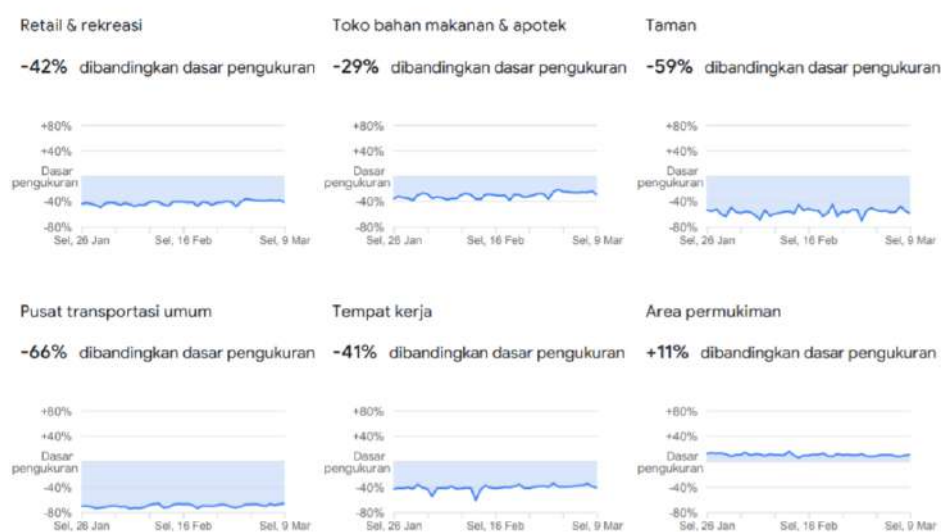 Retail & rekreasi
-42% dibandingkan dasar pengukuran
+80%
+40%
Dasar
pengukuran
-40%
-80%
Sel, 26 Jan Sel, 16 Feb Sel, 9 Mar
Toko bahan makanan & apotek
-29% dibandingkan dasar pengukuran
+80%
+40%
Dasar
pengukuran
-40%
-80%
Sel, 26 Jan Sel, 16 Feb Sel, 9 Mar
Taman
-59% dibandingkan dasar pengukuran
+80%
+40%
Dasar
pengukuran
-40%
-80%
Sel, 26 Jan Sel, 16 Feb Sel, 9 Mar
Pusat transportasi umum
-66% dibandingkan dasar pengukuran
+80%
+40%
Dasar
pengukuran
-40%
-80%
Sel, 26 Jan Sel, 16 Feb Sel, 9 Mar
Tempat kerja
-41% dibandingkan dasar pengukuran
+80%
+40%
Dasar
pengukuran
-40%
-80%
Sel, 26 Jan Sel, 16 Feb Sel, 9 Mar
Area permukiman
+11% dibandingkan dasar pengukuran
+80%
+40%
Dasar
pengukuran
-40%
-80%
Sel, 26 Jan Sel, 16 Feb Sel, 9 Mar